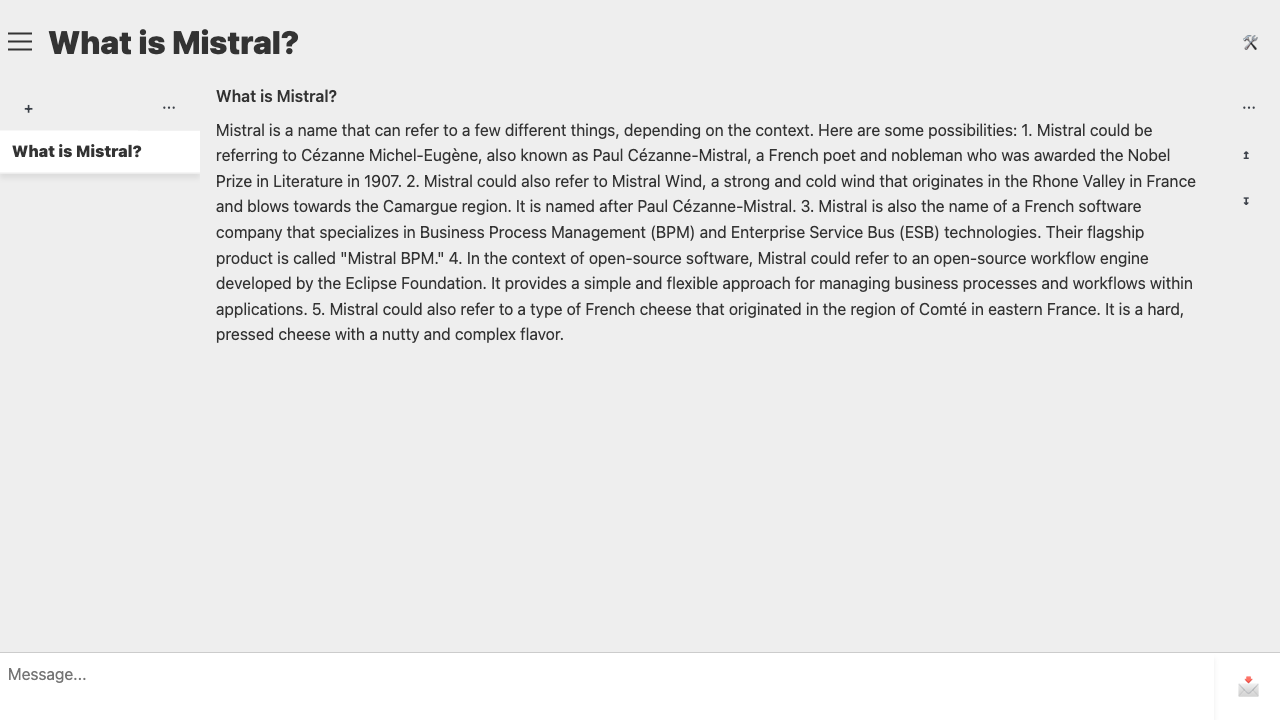 What is Mistral?
🛠
+
...
...
What is Mistral?
What is Mistral?
Mistral is a name that can refer to a few different things, depending on the context. Here are some possibilities: 1. Mistral could be
referring to Cézanne Michel-Eugène, also known as Paul Cézanne-Mistral, a French poet and nobleman who was awarded the Nobel
Prize in Literature in 1907. 2. Mistral could also refer to Mistral Wind, a strong and cold wind that originates in the Rhone Valley in France
and blows towards the Camargue region. It is named after Paul Cézanne-Mistral. 3. Mistral is also the name of a French software
company that specializes in Business Process Management (BPM) and Enterprise Service Bus (ESB) technologies. Their flagship
product is called "Mistral BPM." 4. In the context of open-source software, Mistral could refer to an open-source workflow engine
developed by the Eclipse Foundation. It provides a simple and flexible approach for managing business processes and workflows within
applications. 5. Mistral could also refer to a type of French cheese that originated in the region of Comté in eastern France. It is a hard,
pressed cheese with a nutty and complex flavor.
↥
↧
Message...
📩